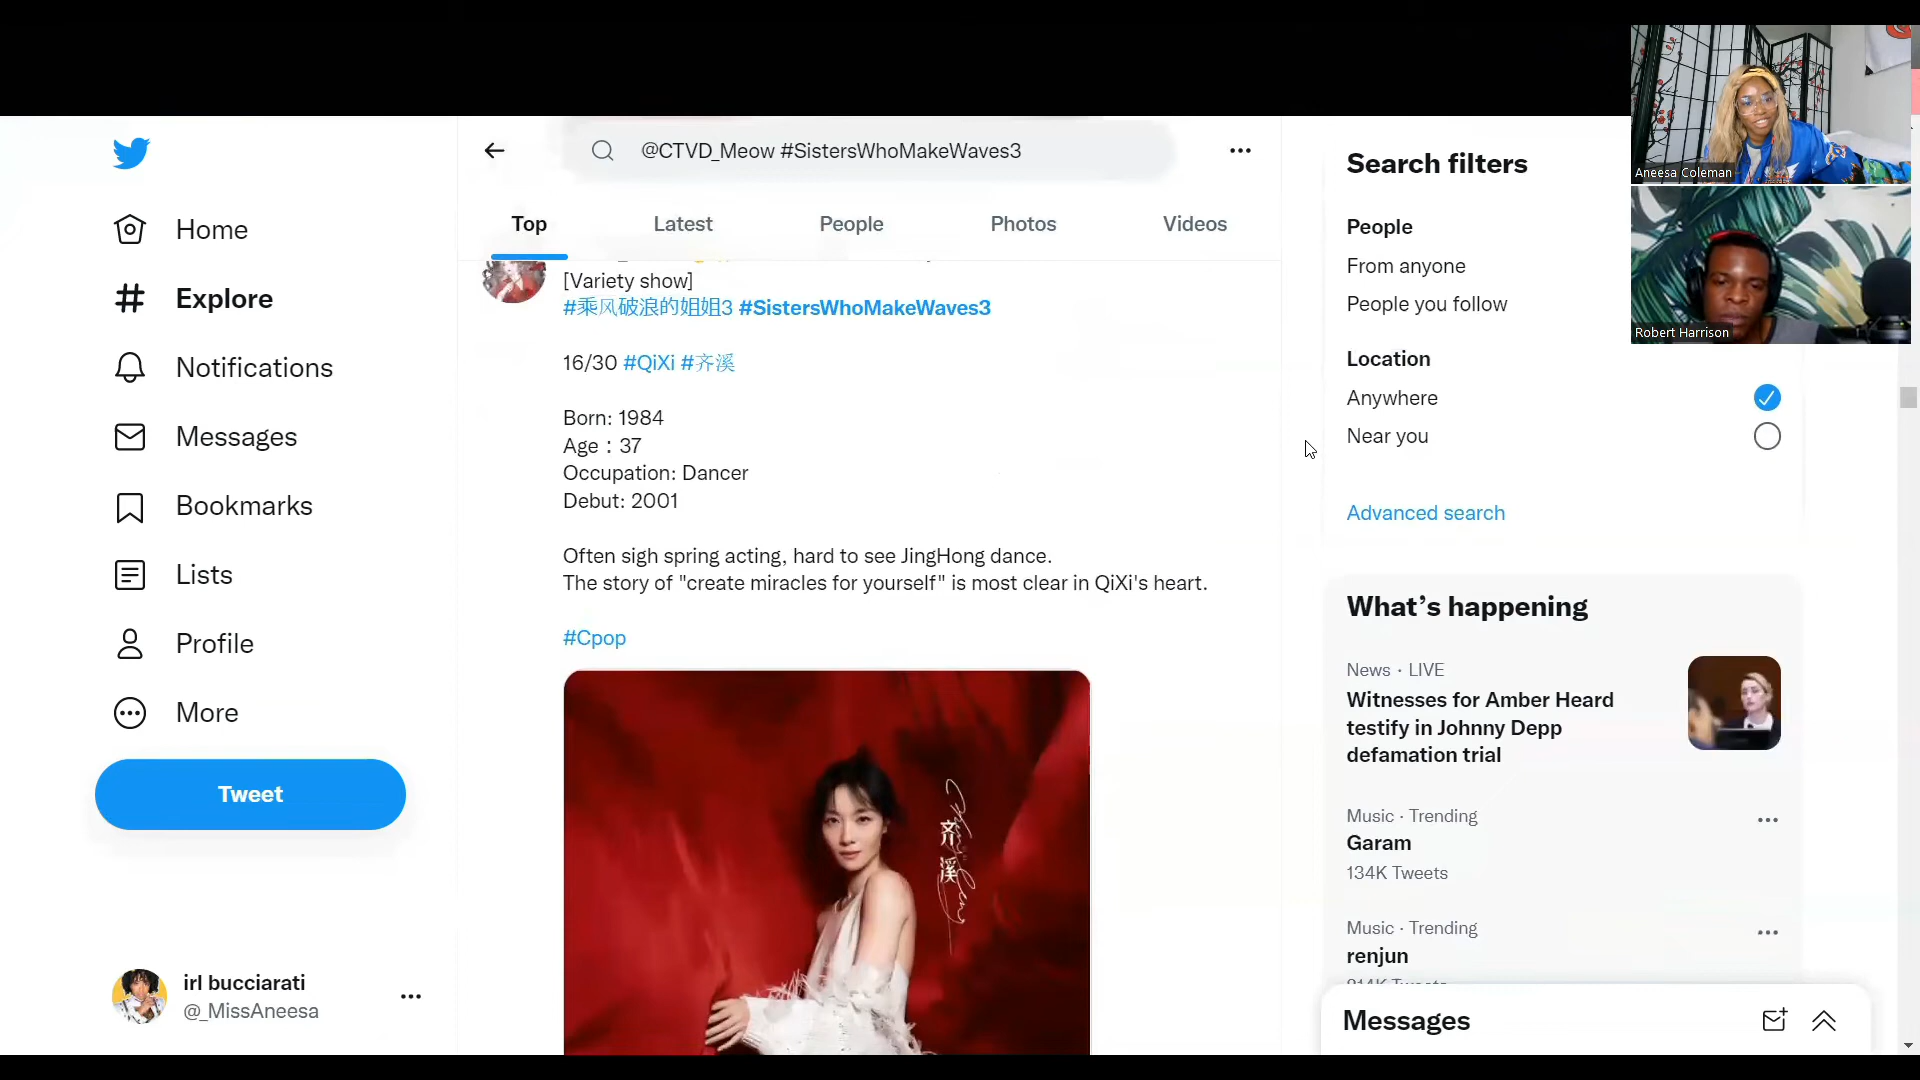 @CTVD_Meow #SistersWhoMakeWaves3
Top
Latest
People
Photos
Videos
Home
Explore
Notifications
Messages
Bookmarks
Lists
Profile
More
Tweet
irl bucciarati
@_MissAneesa
[Variety show]
#乘风破浪的姐姐3 #SistersWhoMakeWaves3
16/30 #QiXi #齐溪
Born: 1984
Age : 37
Occupation: Dancer
Debut: 2001
Often sigh spring acting, hard to see JingHong dance.
The story of "create miracles for yourself" is most clear in QiXi's heart.
#Cpop
齐溪
Search filters
People
From anyone
People you follow
Location
Anywhere
Near you
Advanced search
What's happening
News · LIVE
Witnesses for Amber Heard
testify in Johnny Depp
defamation trial
Music · Trending
Garam
134K Tweets
Music · Trending
renjun
Messages
Aneesa Coleman
Robert Harrison